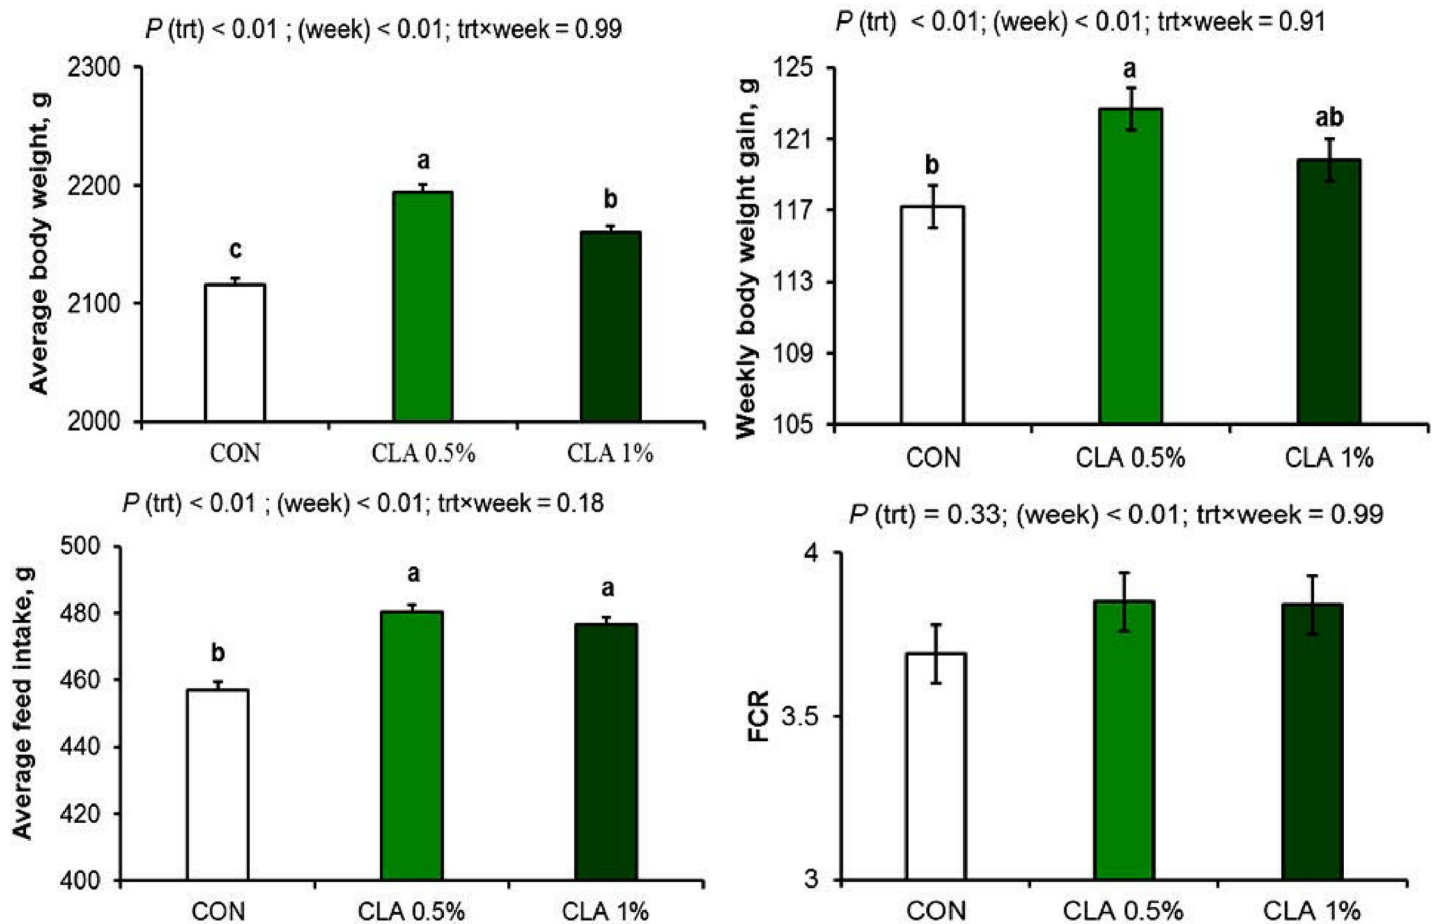 P (trt) < 0.01 ; (week) < 0.01; trt×week = 0.99
Average body weight, g
2300
2200
2100
2000
c
a
b
CON
CLA 0.5%
CLA 1%
P (trt) < 0.01; (week) < 0.01; trt×week = 0.91
Weekly body weight gain, g
125
121
117
113
109
105
b
a
ab
CON
CLA 0.5%
CLA 1%
P (trt) < 0.01 ; (week) < 0.01; trt×week = 0.18
Average feed intake, g
500
480
460
440
420
400
b
a
a
CON
CLA 0.5%
CLA 1%
P (trt) = 0.33; (week) < 0.01; trt×week = 0.99
FCR
4
3.5
3
CON
CLA 0.5%
CLA 1%